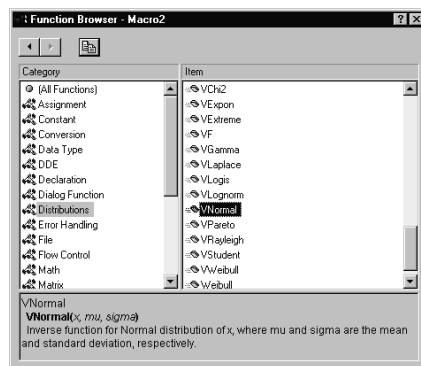 Function Browser - Macro2
Category
Item
(All Functions)
Assignment
Constant
Conversion
Data Type
DDE
Declaration
Dialog Function
Distributions
Error Handling
File
Flow Control
Math
Matrix
VChi2
VExpon
VExtreme
VF
VGamma
VLaplace
VLogis
VLognorm
VNormal
VPareto
VRayleigh
VStudent
VWeibull
Weibull
VNormal
VNormal(x, mu, sigma)
Inverse function for Normal distribution of x, where mu and sigma are the mean
and standard deviation, respectively.